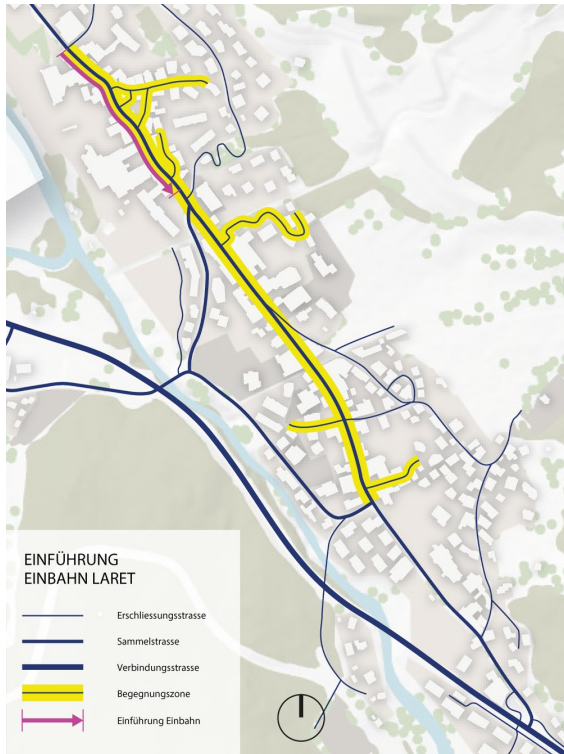 EINFÜHRUNG
EINBAHN LARET
Erschliessungsstrasse
Sammelstrasse
Verbindungsstrasse
Begegnungszone
Einführung Einbahn